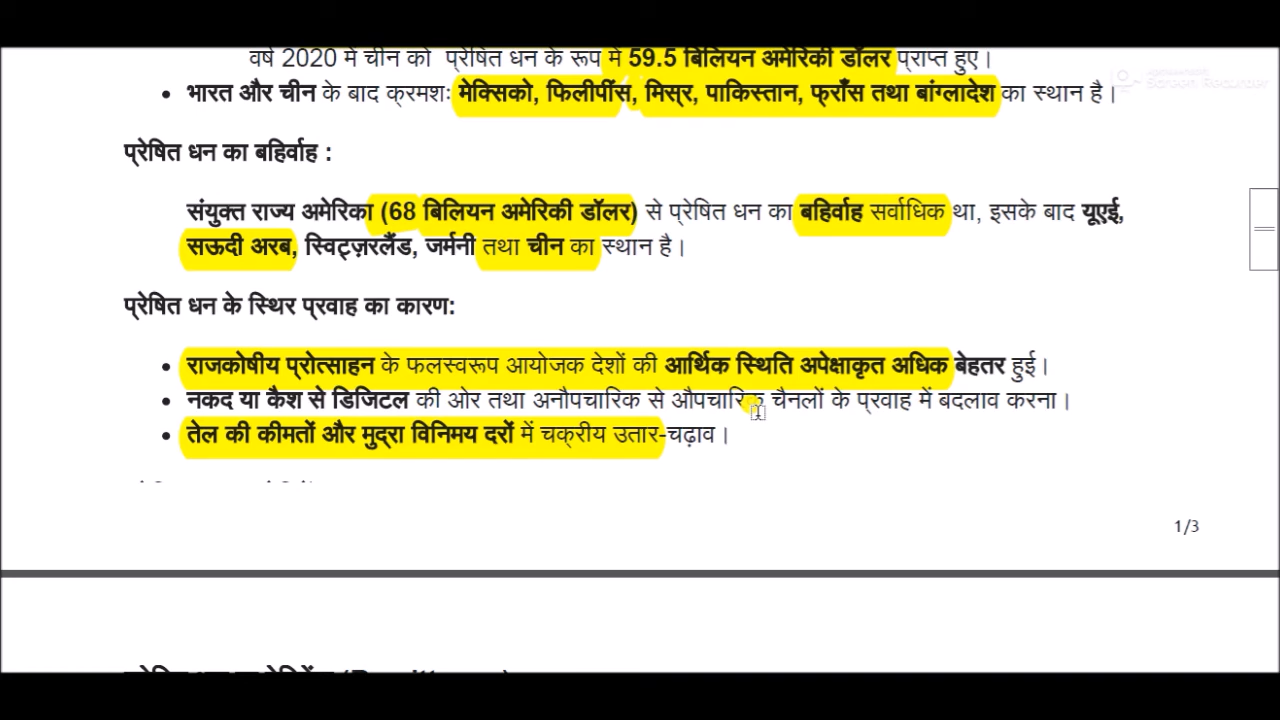 वर्ष 2020 में चीन को प्रेषित धन के रूप में 59.5 बिलियन अमेरिकी डॉलर प्राप्त हुए।
• भारत और चीन के बाद क्रमशः मेक्सिको, फिलीपींस, मिस्र, पाकिस्तान, फ्राँस तथा बांग्लादेश का स्थान है।
प्रेषित धन का बहिर्वाह :
संयुक्त राज्य अमेरिका (68 बिलियन अमेरिकी डॉलर) से प्रेषित धन का बहिर्वाह सर्वाधिक था, इसके बाद यूएई,
सऊदी अरब, स्विट्ज़रलैंड, जर्मनी तथा चीन का स्थान है।
प्रेषित धन के स्थिर प्रवाह का कारण:
• राजकोषीय प्रोत्साहन के फलस्वरूप आयोजक देशों की आर्थिक स्थिति अपेक्षाकृत अधिक बेहतर हुई।
• नकद या कैश से डिजिटल की ओर तथा अनौपचारिक से औपचारिक चैनलों के प्रवाह में बदलाव करना।
• तेल की कीमतों और मुद्रा विनिमय दरों में चक्रीय उतार-चढ़ाव।
1/3
Screen Recorder